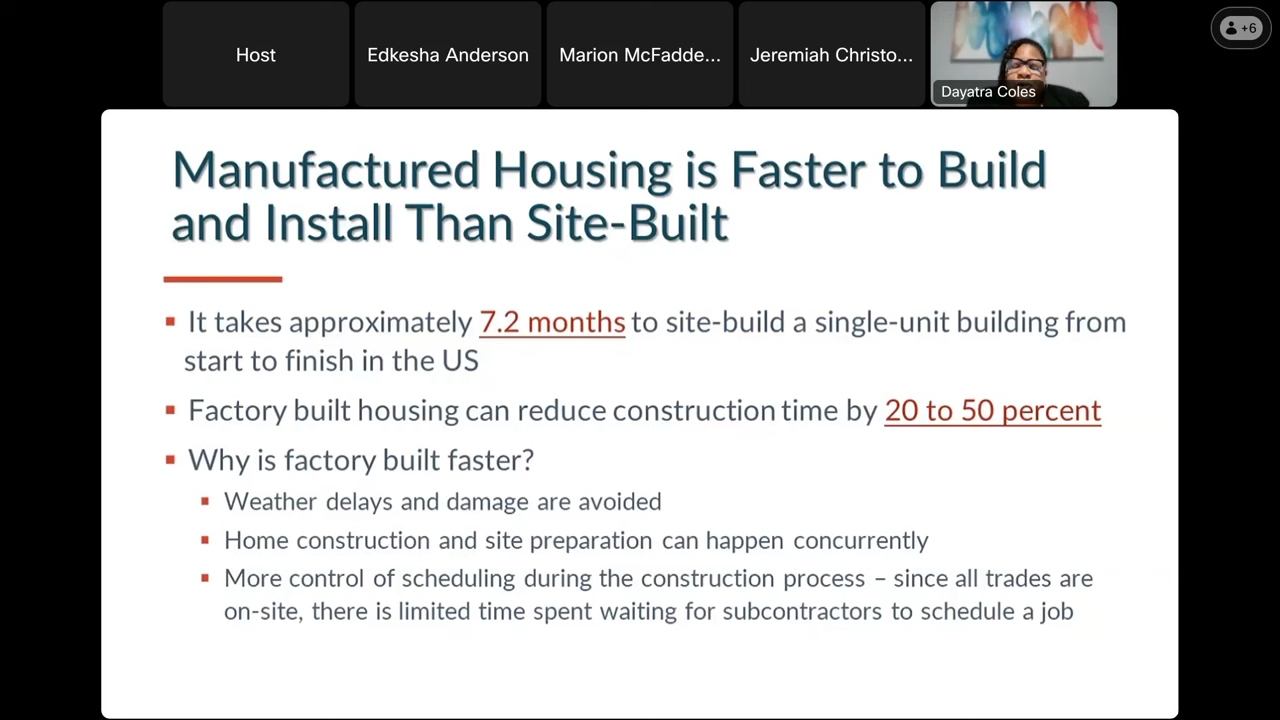 Host
Edkesha Anderson
Marion McFadde...
Jeremiah Christo...
Dayatra Coles
+6
Manufactured Housing is Faster to Build
and Install Than Site-Built
▪ It takes approximately 7.2 months to site-build a single-unit building from
start to finish in the US
▪ Factory built housing can reduce construction time by 20 to 50 percent
▪ Why is factory built faster?
▪ Weather delays and damage are avoided
▪ Home construction and site preparation can happen concurrently
▪ More control of scheduling during the construction process – since all trades are
on-site, there is limited time spent waiting for subcontractors to schedule a job